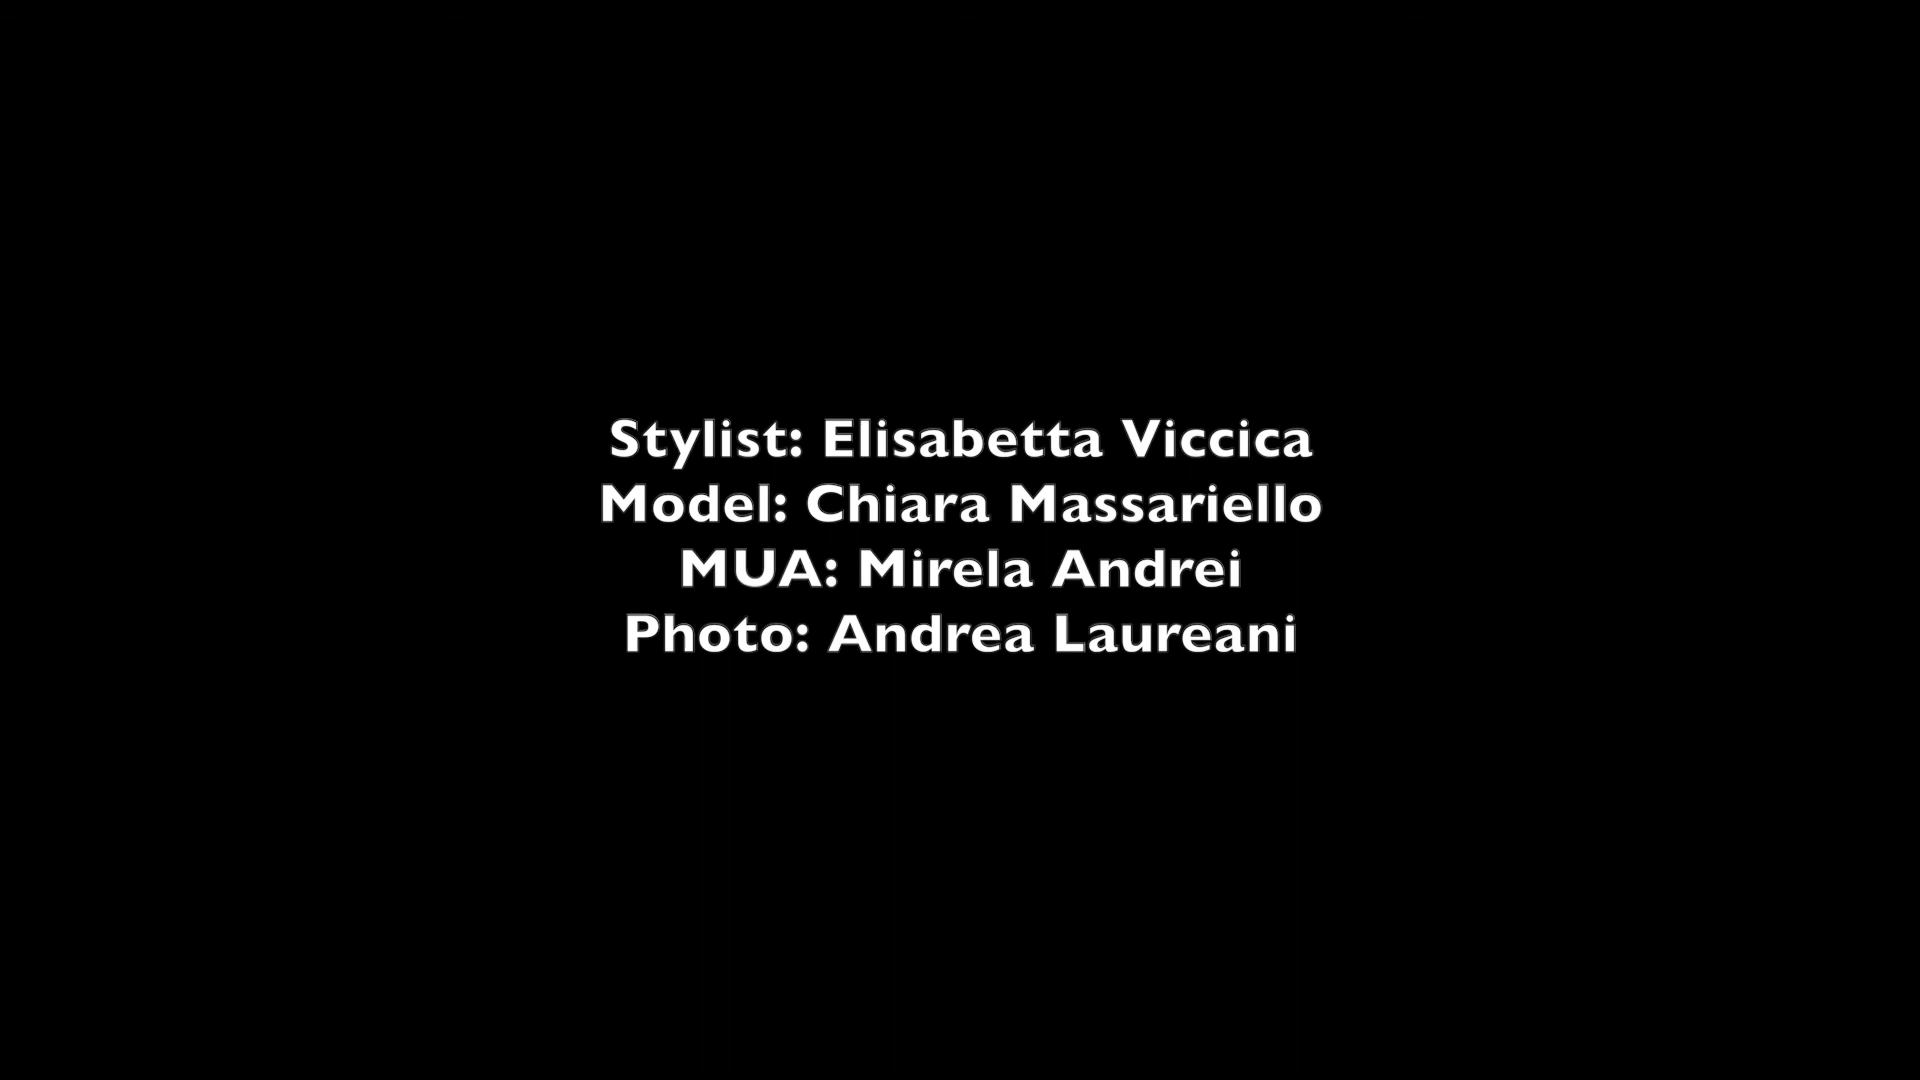 Stylist: Elisabetta Viccica
Model: Chiara Massariello
MUA: Mirela Andrei
Photo: Andrea Laureani